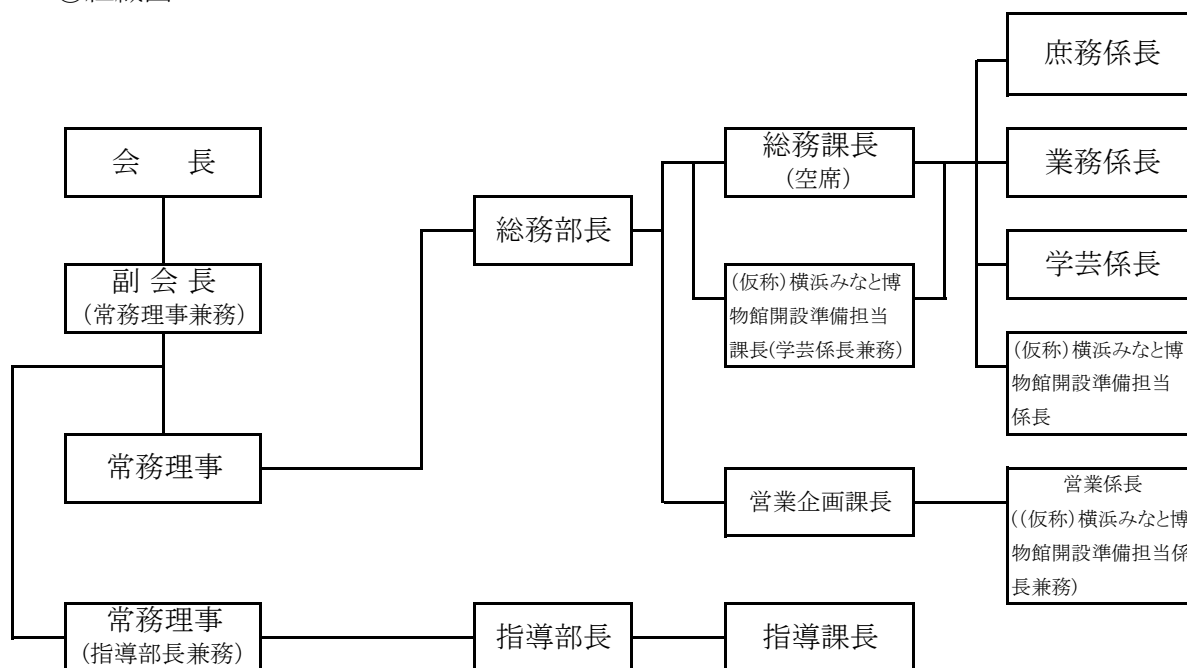 会　長
副 会 長
(常務理事兼務)
常務理事
常務理事
(指導部長兼務)
総務部長
指導部長
総務課長
(空席)
(仮称)横浜みなと博
物館開設準備担当
課長(学芸係長兼務)
営業企画課長
指導課長
庶務係長
業務係長
学芸係長
(仮称)横浜みなと博
物館開設準備担当
係長
営業係長
((仮称)横浜みなと博
物館開設準備担当係
長兼務)